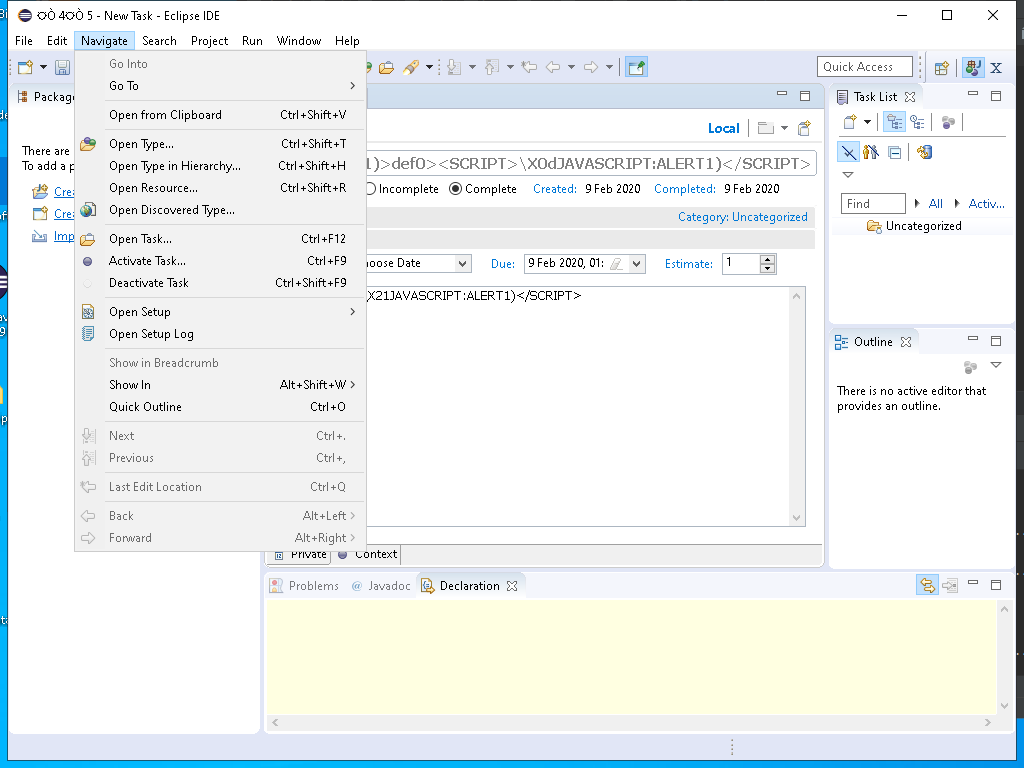 4 5 - New Task - Eclipse IDE
File Edit Navigate Search Project Run Window Help
Go Into
Go To
Open from Clipboard Ctrl+Shift+V
Open Type... Ctrl+Shift+T
Open Type in Hierarchy... Ctrl+Shift+H
Open Resource... Ctrl+Shift+R
Open Discovered Type...
Open Task... Ctrl+F12
Activate Task... Ctrl+F9
Deactivate Task Ctrl+Shift+F9
Open Setup
Open Setup Log
Show in Breadcrumb
Show In Alt+Shift+W
Quick Outline Ctrl+O
Next Ctrl+.
Previous Ctrl+,
Last Edit Location Ctrl+Q
Back Alt+Left
Forward Alt+Right
Quick Access
Packag
There are
To add a p
Cre
Cre
Imp
Local
1)>def0><SCRIPT>\X0dJAVASCRIPT:ALERT1)</SCRIPT>
Incomplete Complete Created: 9 Feb 2020 Completed: 9 Feb 2020
Category: Uncategorized
oose Date Due: 9 Feb 2020, 01: Estimate: 1
X21JAVASCRIPT:ALERT1)</SCRIPT>
Private Context
Task List
Find All Activ...
Uncategorized
Outline
There is no active editor that
provides an outline.
Problems @ Javadoc Declaration